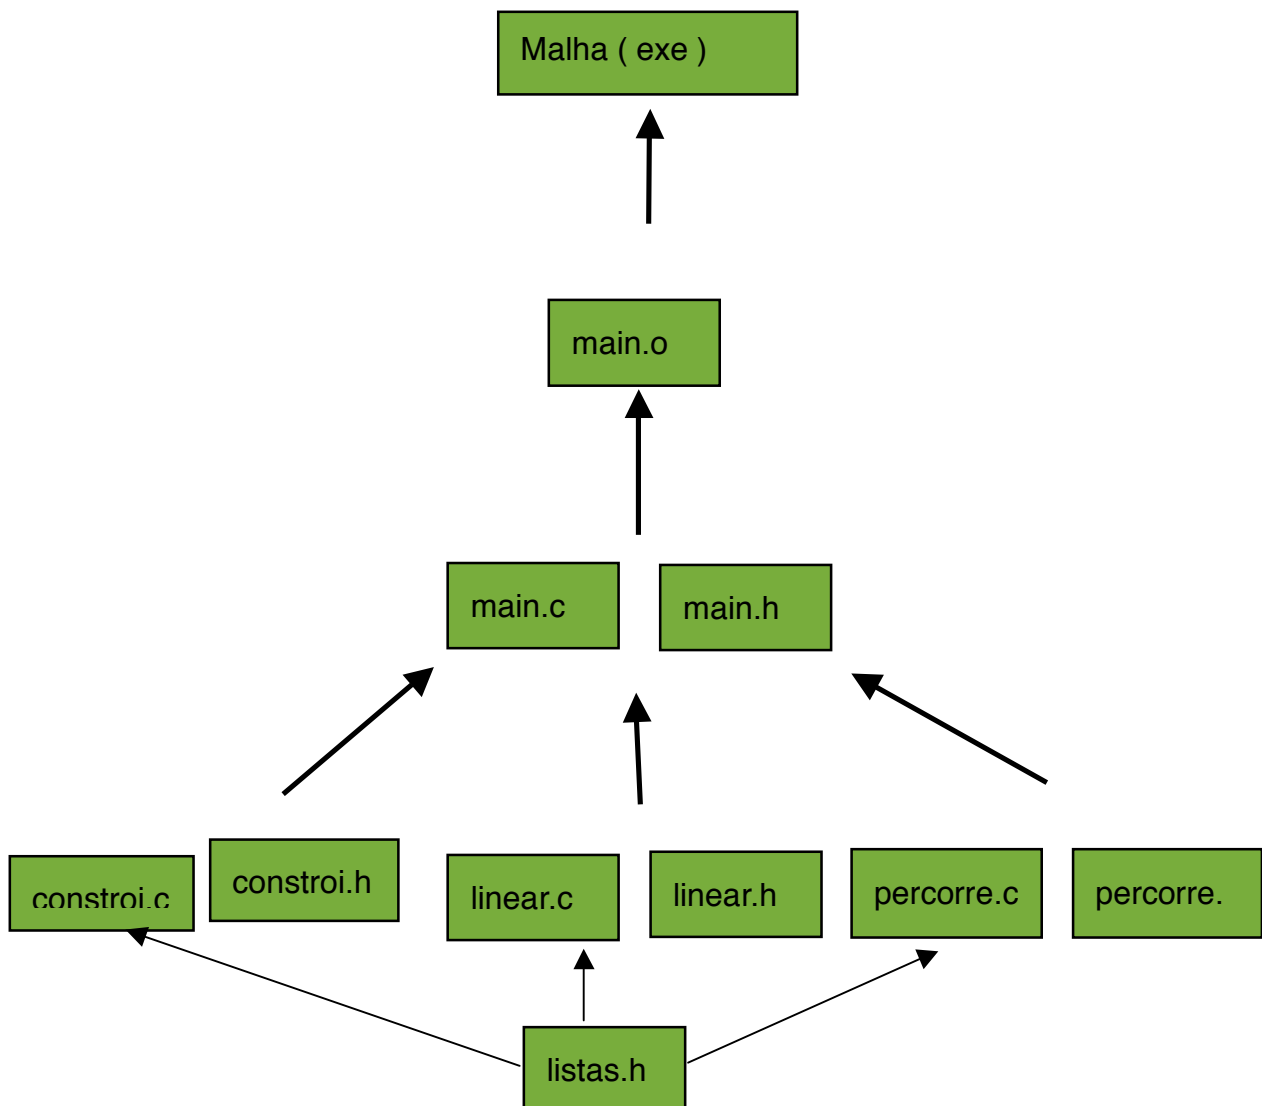 Malha ( exe )
main.o
main.c
main.h
constroi.c
constroi.h
linear.c
linear.h
percorre.c
percorre.
listas.h